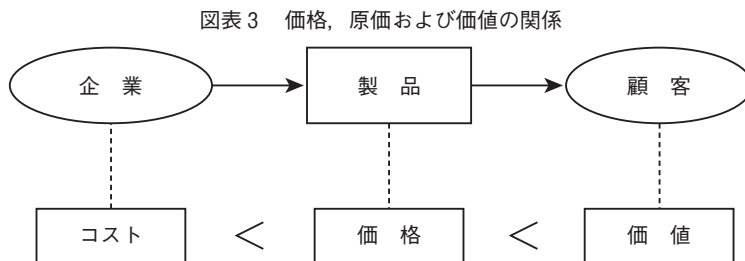 図表3 価格，原価および価値の関係
企 業 製 品 顧 客
コスト ＜ 価 格 ＜ 価 値